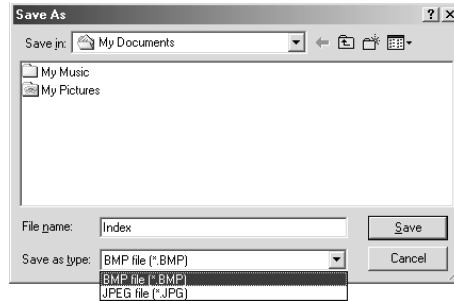 Save As
Save in: My Documents
My Music
My Pictures
File name: Index Save
Save as type: BMP file (*.BMP) Cancel
BMP file (*.BMP)
JPEG file (*.JPG)